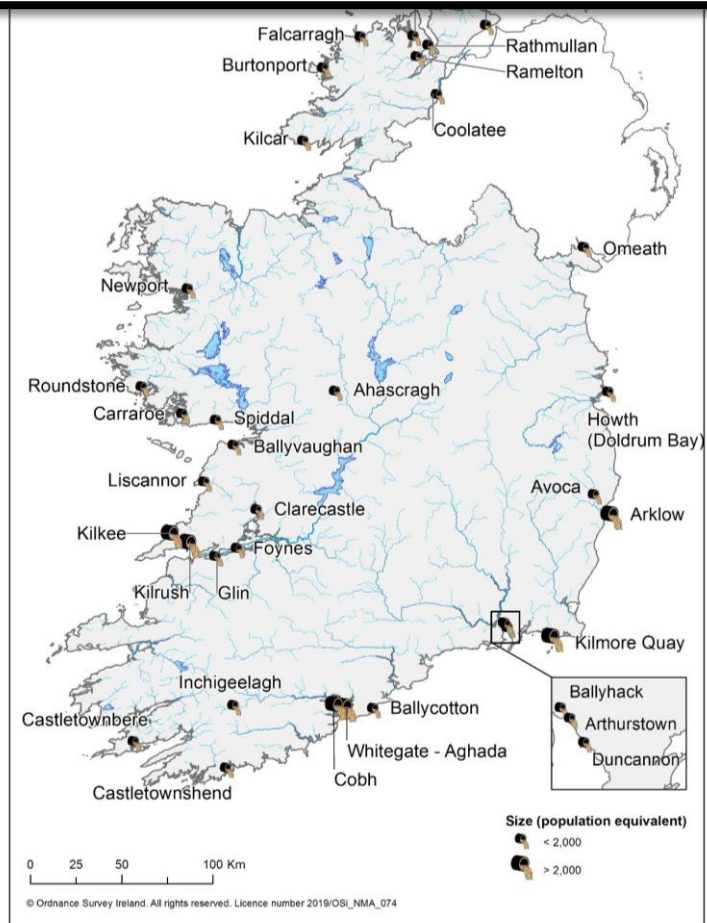 Falcarragh
Rathmullan
Burtonport
Ramelton
Coolatee
Kilcar
Omeath
Newport
Roundstone
Ahascragh
Carraroe
Spiddal
Howth
(Doldrum Bay)
Ballyvaughan
Liscannor
Avoca
Clarecastle
Arklow
Kilkee
Foynes
Kilrush
Glin
Kilmore Quay
Inchigeelagh
Ballyhack
Castletownbere
Ballycotton
Arthurstown
Whitegate - Aghada
Duncannon
Cobh
Castletownshend
Size (population equivalent)
< 2,000
> 2,000
0 25 50 100 Km
© Ordnance Survey Ireland. All rights reserved. Licence number 2019/OSi_NMA_074